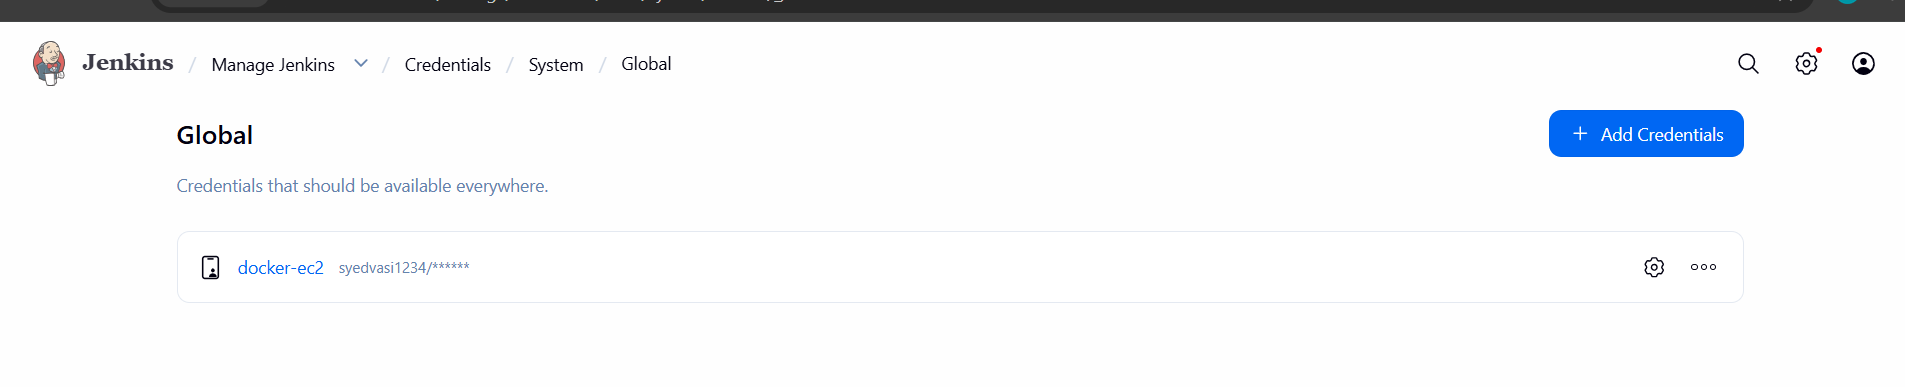 Jenkins / Manage Jenkins / Credentials / System / Global
Global
+ Add Credentials
Credentials that should be available everywhere.
docker-ec2 syedvasi1234/******